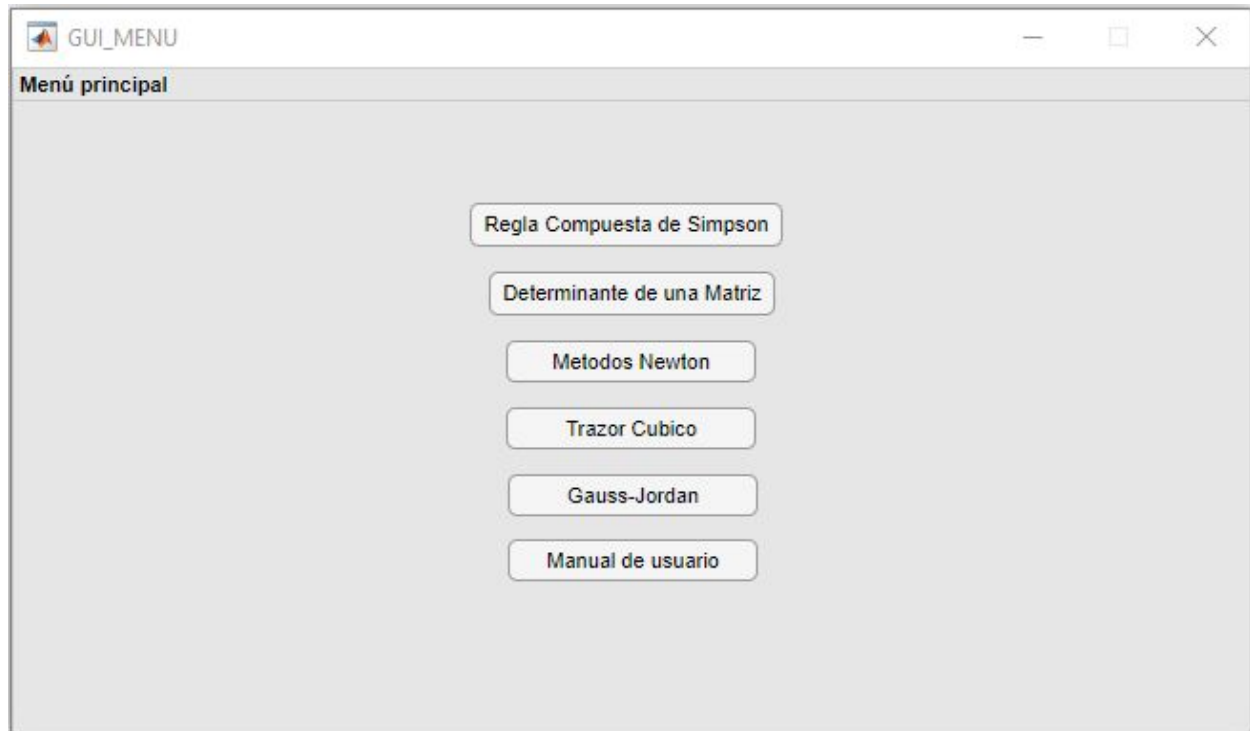 GUI_MENU
Menú principal
Regla Compuesta de Simpson
Determinante de una Matriz
Metodos Newton
Trazor Cubico
Gauss-Jordan
Manual de usuario